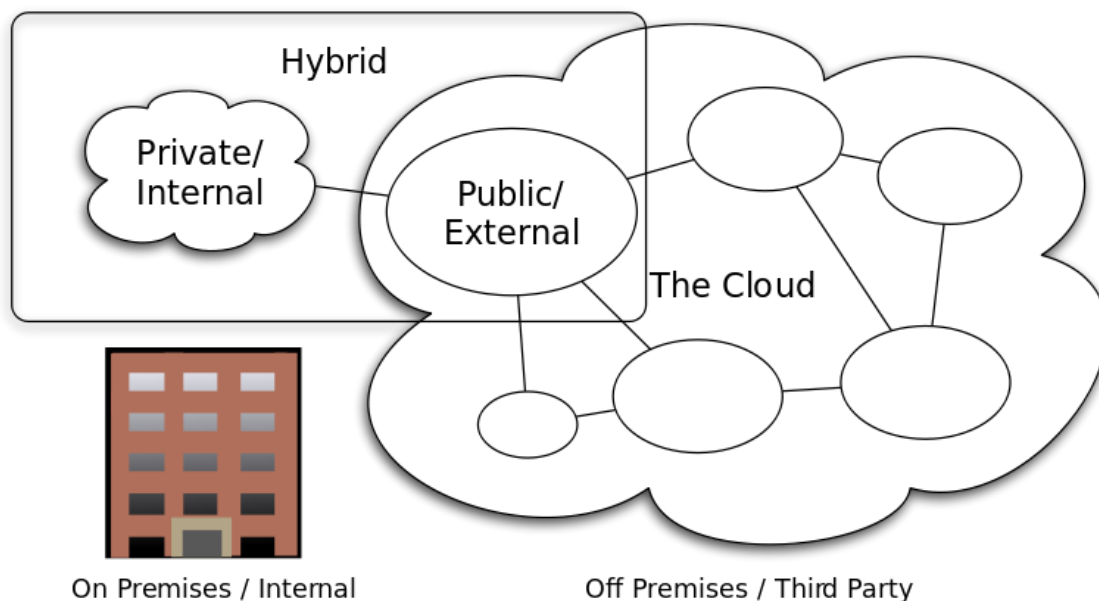 Hybrid
Private/
Internal
Public/
External
The Cloud
On Premises / Internal
Off Premises / Third Party